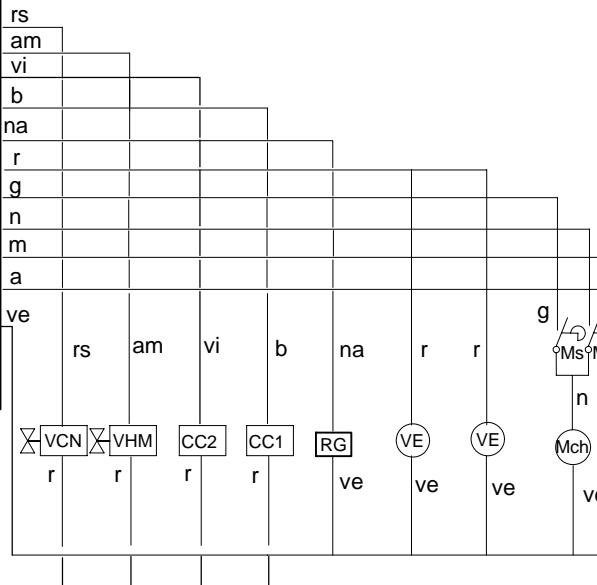 rs
am
vi
b
na
r
g
n
m
a
ve
g
rs am vi b na r r
Ms
n
VCN VHM CC2 CC1 RG VE VE Mch
r r r r ve ve ve